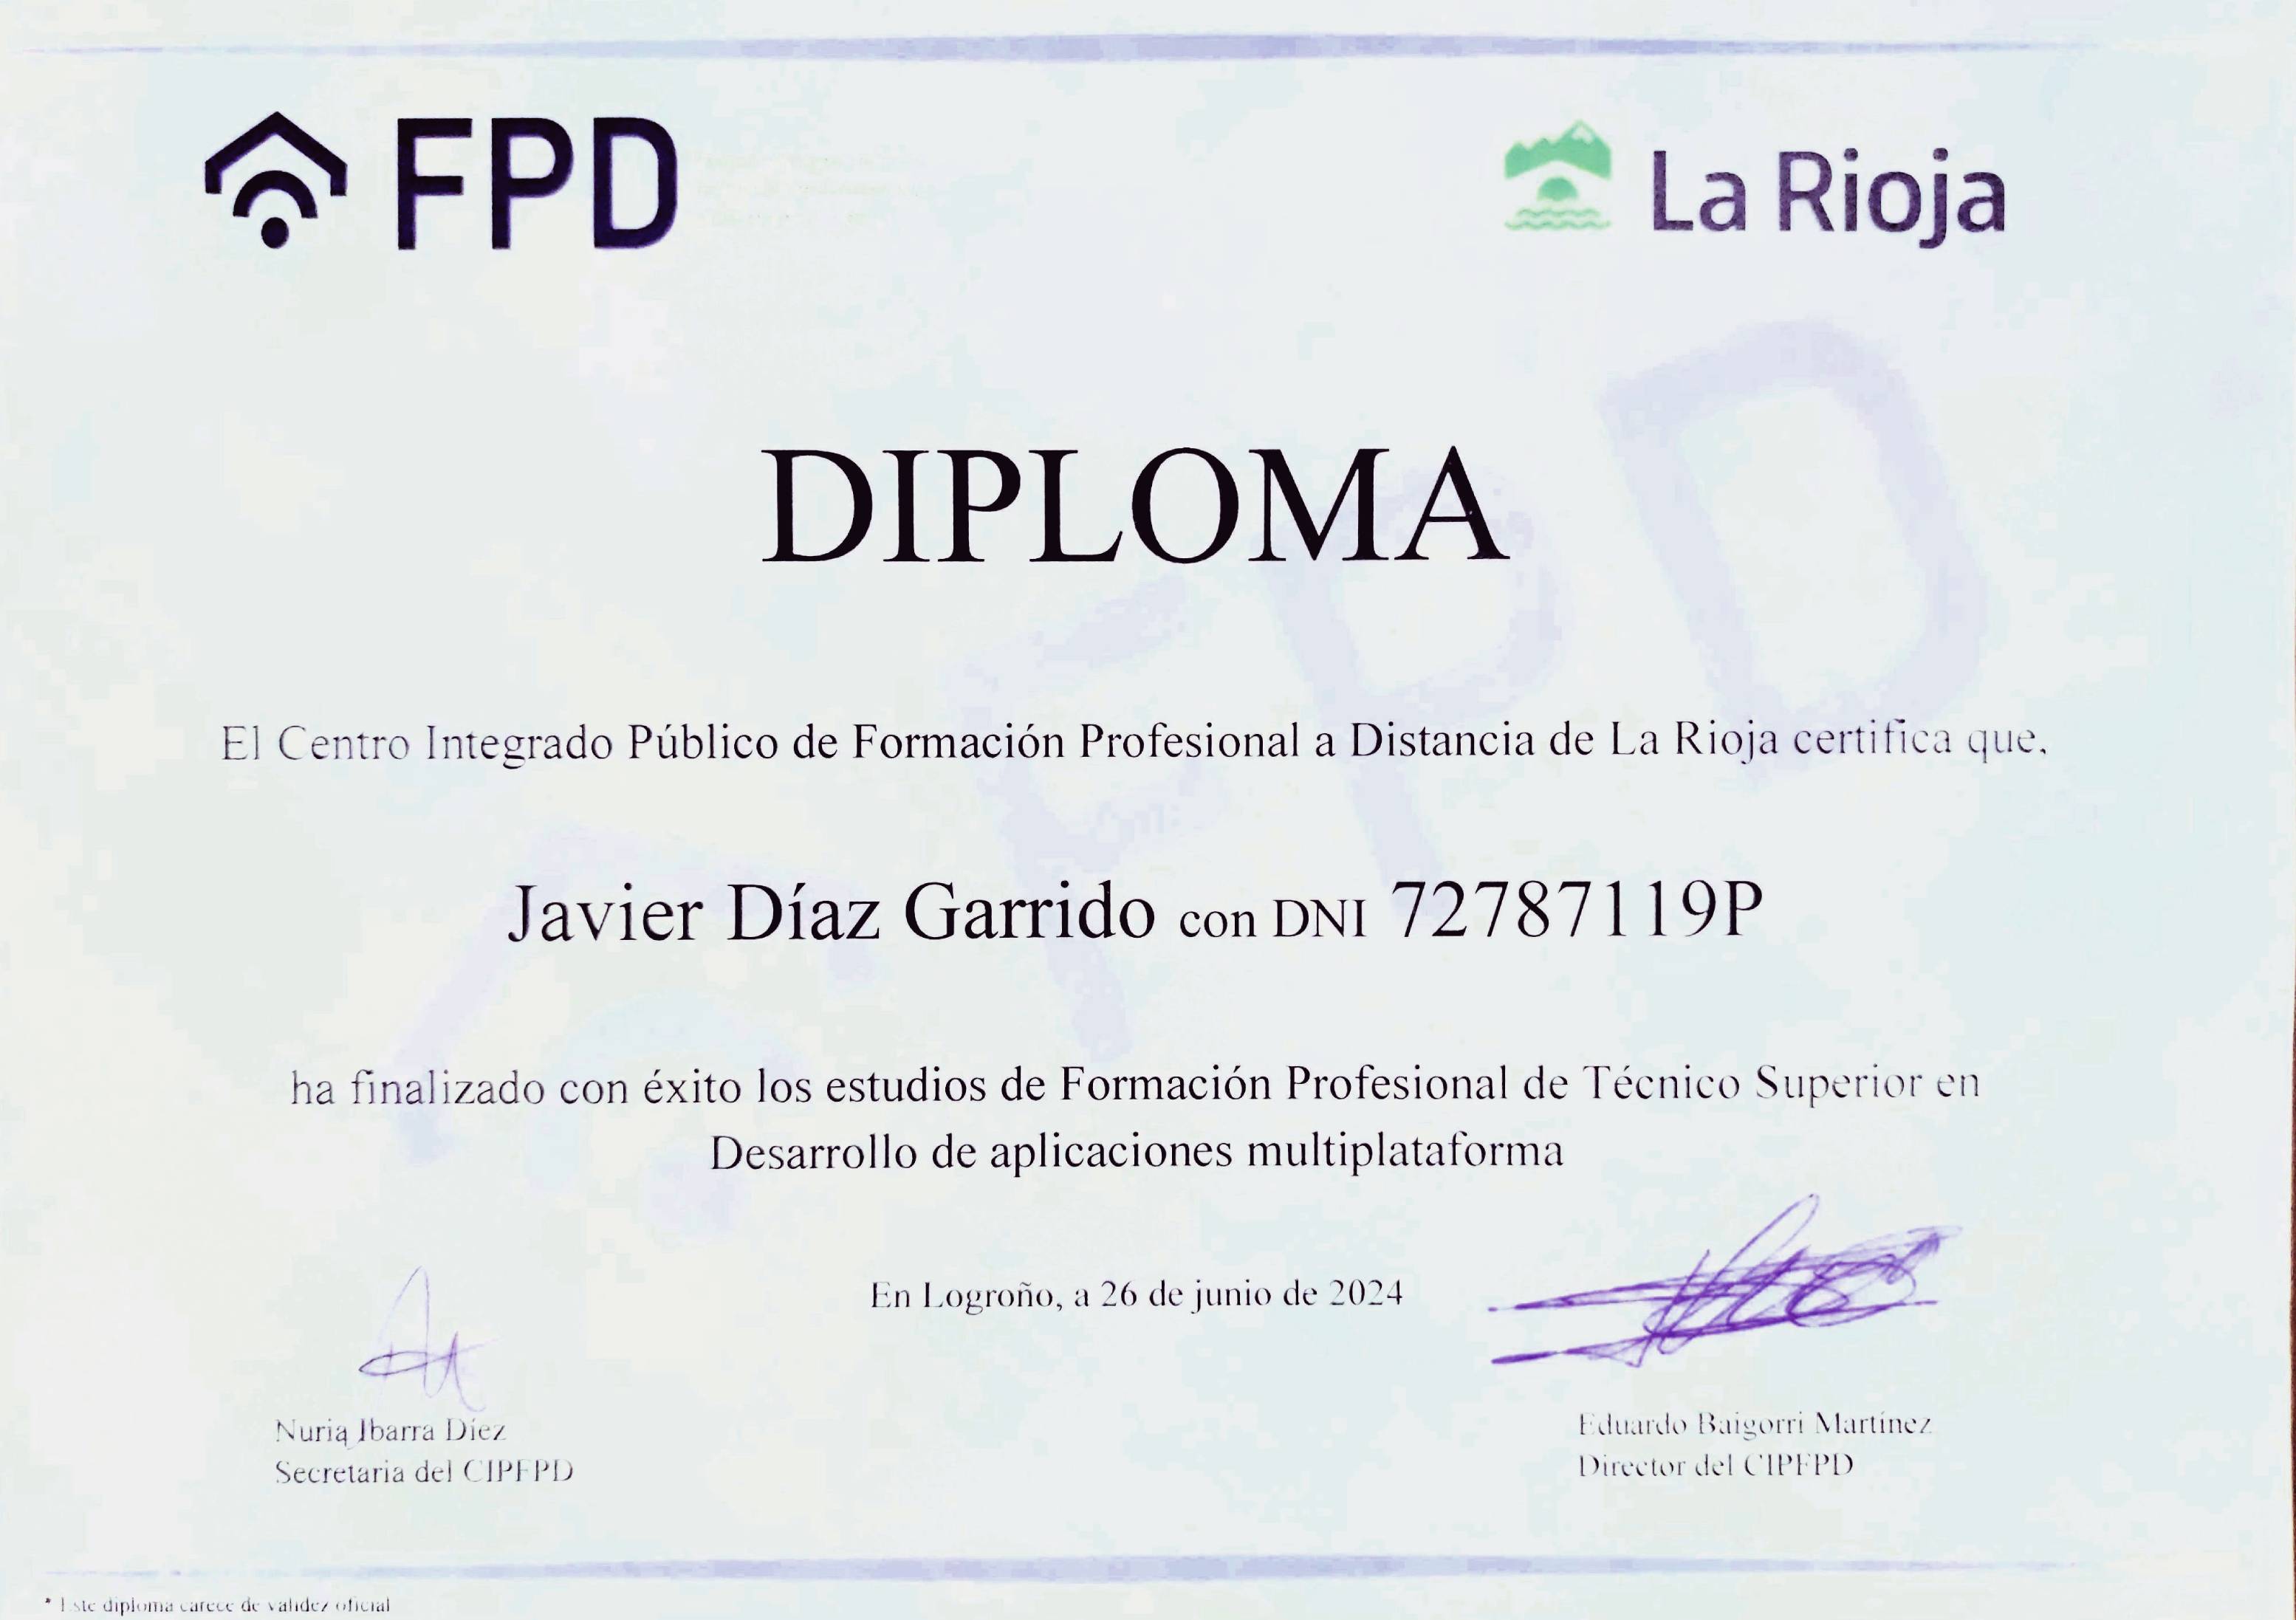 FPD
La Rioja
DIPLOMA
El Centro Integrado Público de Formación Profesional a Distancia de La Rioja certifica que,
Javier Díaz Garrido con DNI 72787119P
ha finalizado con éxito los estudios de Formación Profesional de Técnico Superior en
Desarrollo de aplicaciones multiplataforma
En Logroño, a 26 de junio de 2024
Nuria Ibarra Díez
Secretaria del CIPFPD
Eduardo Baigorri Martínez
Director del CIPFPD
* Este diploma carece de validez oficial
FPD